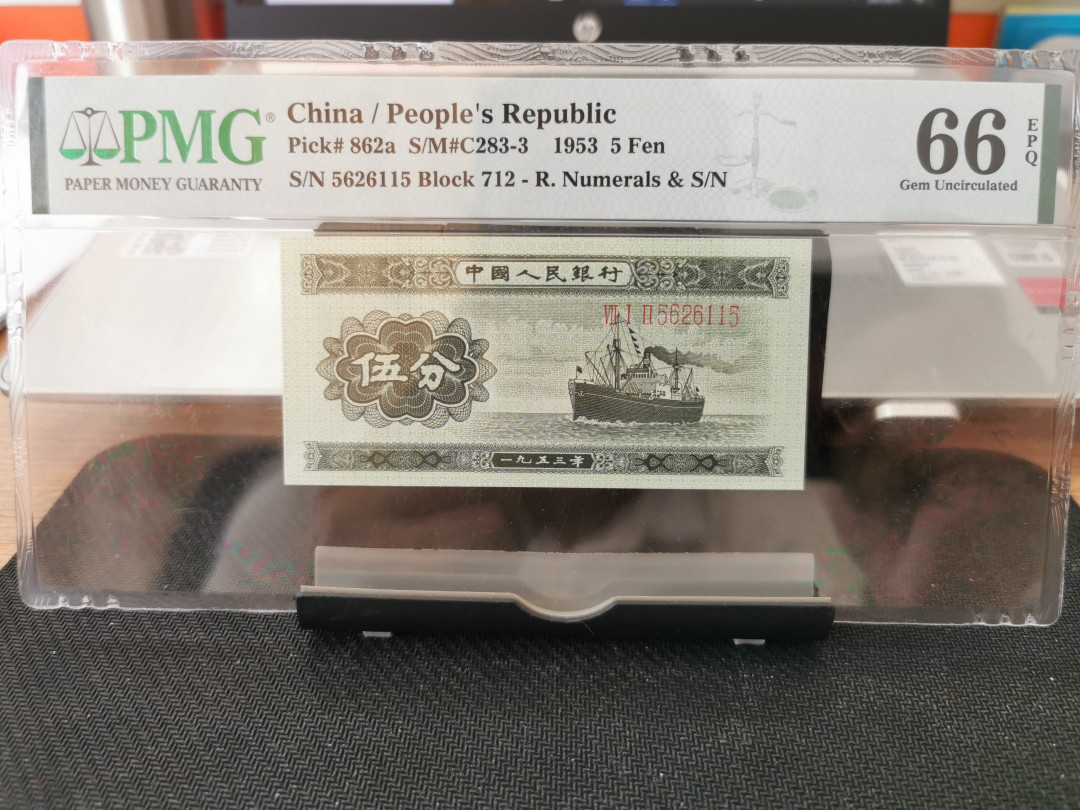 PMG®
PAPER MONEY GUARANTY
China / People's Republic
Pick# 862a S/M#C283-3 1953 5 Fen
S/N 5626115 Block 712 - R. Numerals & S/N
66
EPQ
Gem Uncirculated
中國人民銀行
VII I II 5626115
伍分
一九五三年
hp